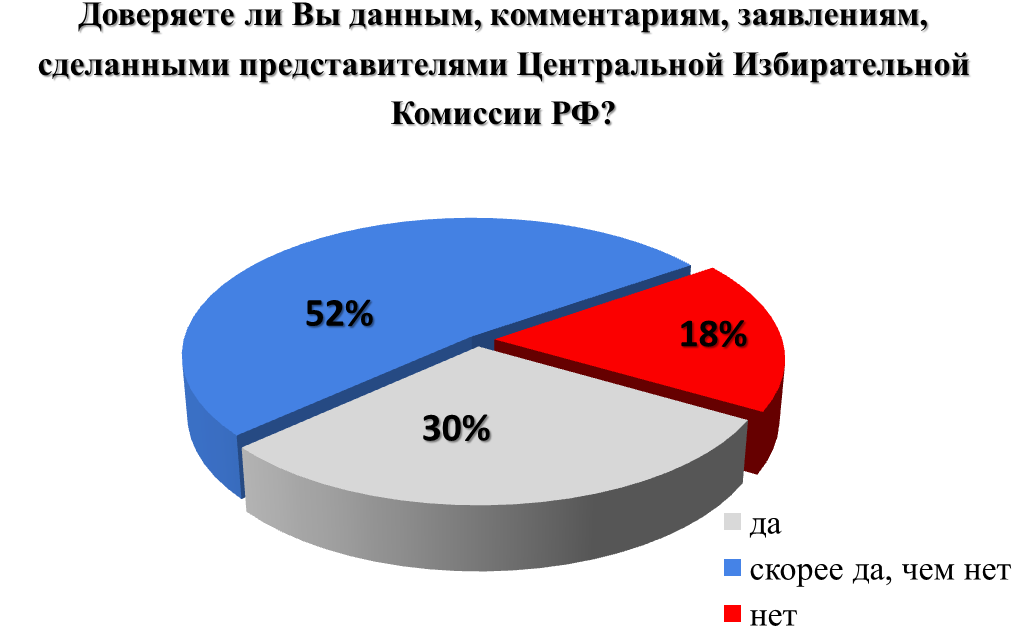 Доверяете ли Вы данным, комментариям, заявлениям,
сделанными представителями Центральной Избирательной
Комиссии РФ?
52%
18%
30%
да
скорее да, чем нет
нет